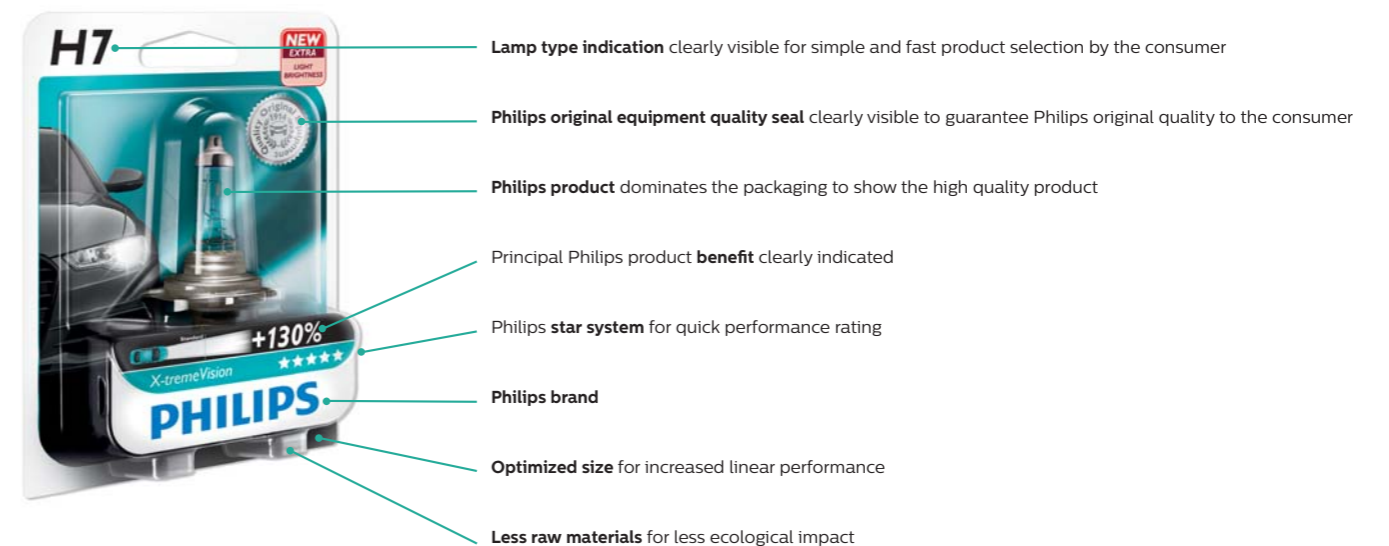 H7
NEW
EXTRA
LIGHT
BRIGHTNESS
Lamp type indication clearly visible for simple and fast product selection by the consumer
Original
1914
Quality
Philips original equipment quality seal clearly visible to guarantee Philips original quality to the consumer
Philips product dominates the packaging to show the high quality product
Principal Philips product benefit clearly indicated
+130%
Philips star system for quick performance rating
X-tremeVision
PHILIPS
Philips brand
Optimized size for increased linear performance
Less raw materials for less ecological impact